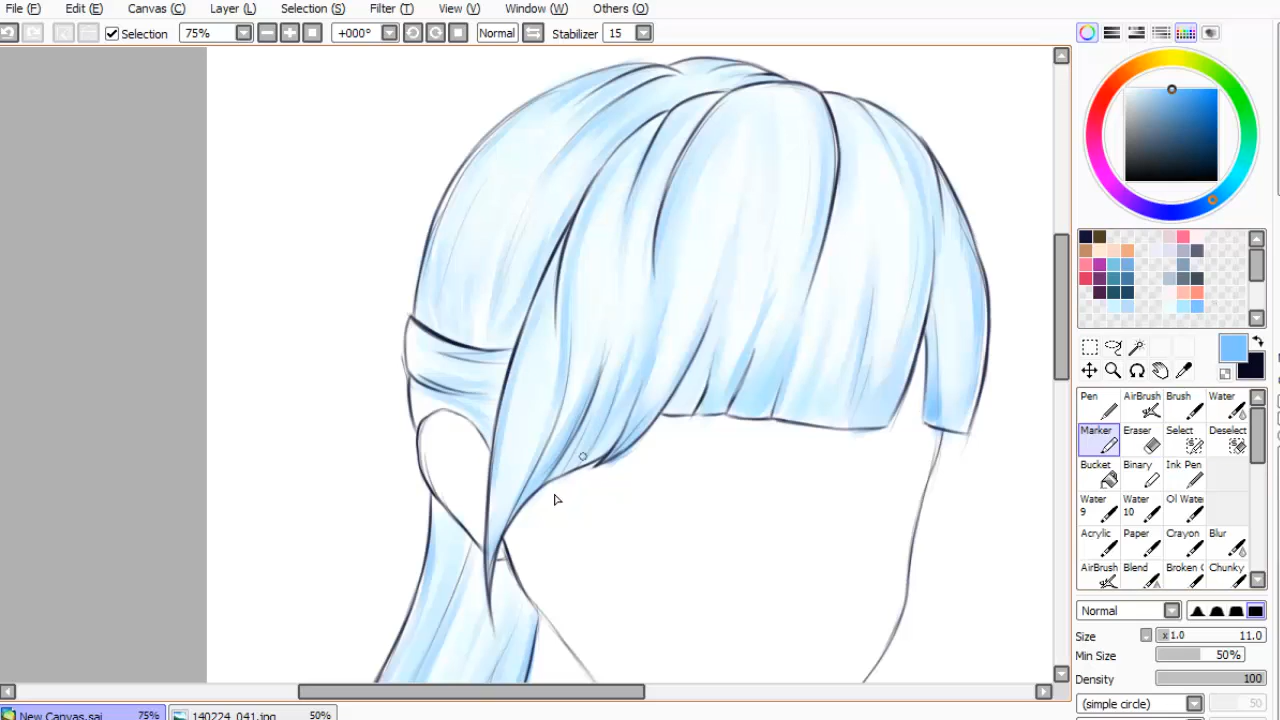 File (F) Edit (E) Canvas (C) Layer (L) Selection (S) Filter (T) View (V) Window (W) Others (O)
Selection 75% +000° Normal Stabilizer 15
Pen AirBrush Brush Water
Marker Eraser Select Deselect
Bucket Binary Ink Pen
Water 9 Water 10 Ol Wate
Acrylic Paper Crayon Blur
AirBrush Blend Broken Chunky
Normal
Size x 1.0 11.0
Min Size 50%
Density 100
(simple circle) 50
New Canvas.sai 75% 140224_041.jpg 50%